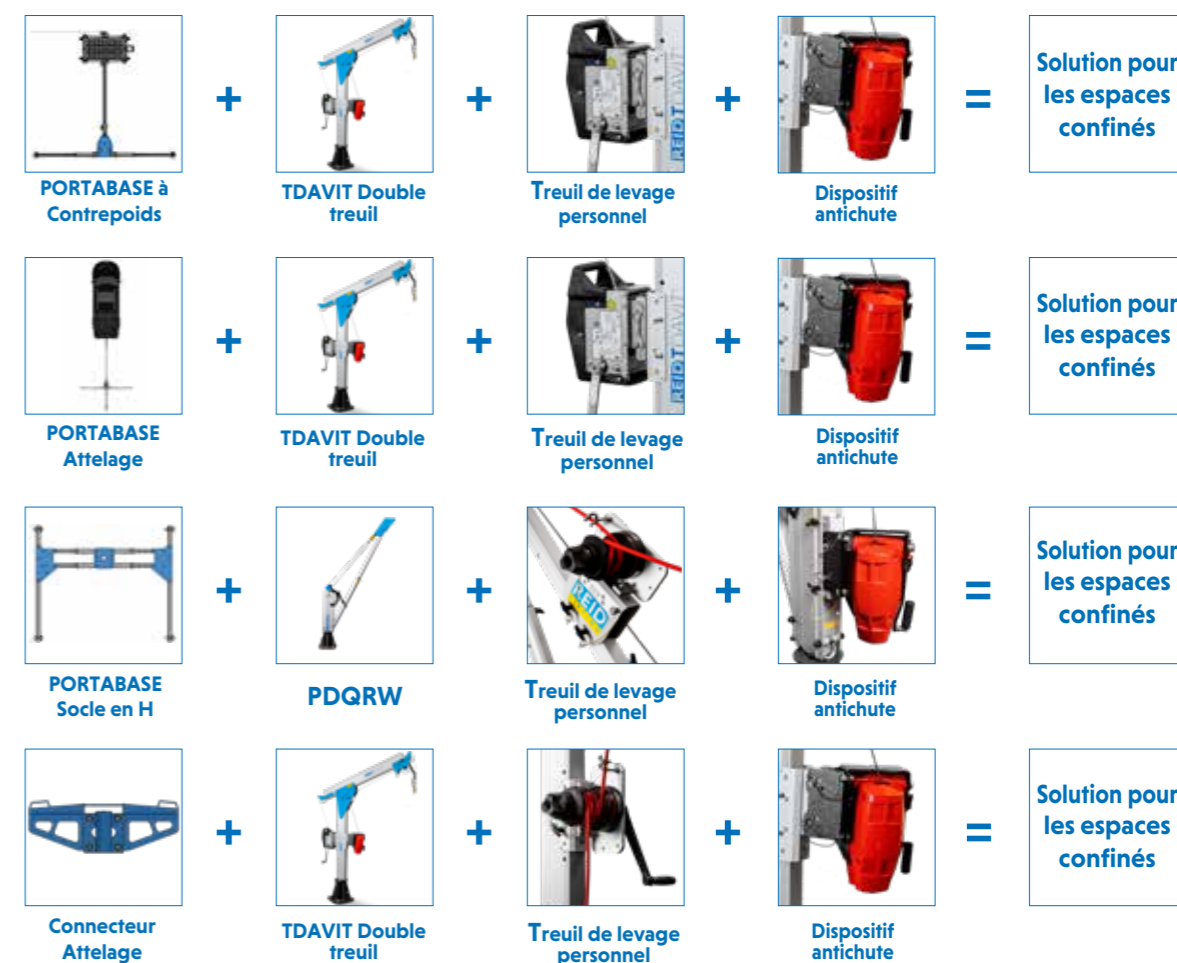 +
+
+
=
Solution pour
les espaces
confinés
REIDTDAVIT
PORTABASE à
Contrepoids
TDAVIT Double
treuil
Treuil de levage
personnel
Dispositif
antichute
+
+
+
=
Solution pour
les espaces
confinés
REIDTDAVIT
PORTABASE
Attelage
TDAVIT Double
treuil
Treuil de levage
personnel
Dispositif
antichute
+
+
+
=
Solution pour
les espaces
confinés
REID
PORTABASE
Socle en H
PDQRW
Treuil de levage
personnel
Dispositif
antichute
+
+
+
=
Solution pour
les espaces
confinés
Connecteur
Attelage
TDAVIT Double
treuil
Treuil de levage
personnel
Dispositif
antichute